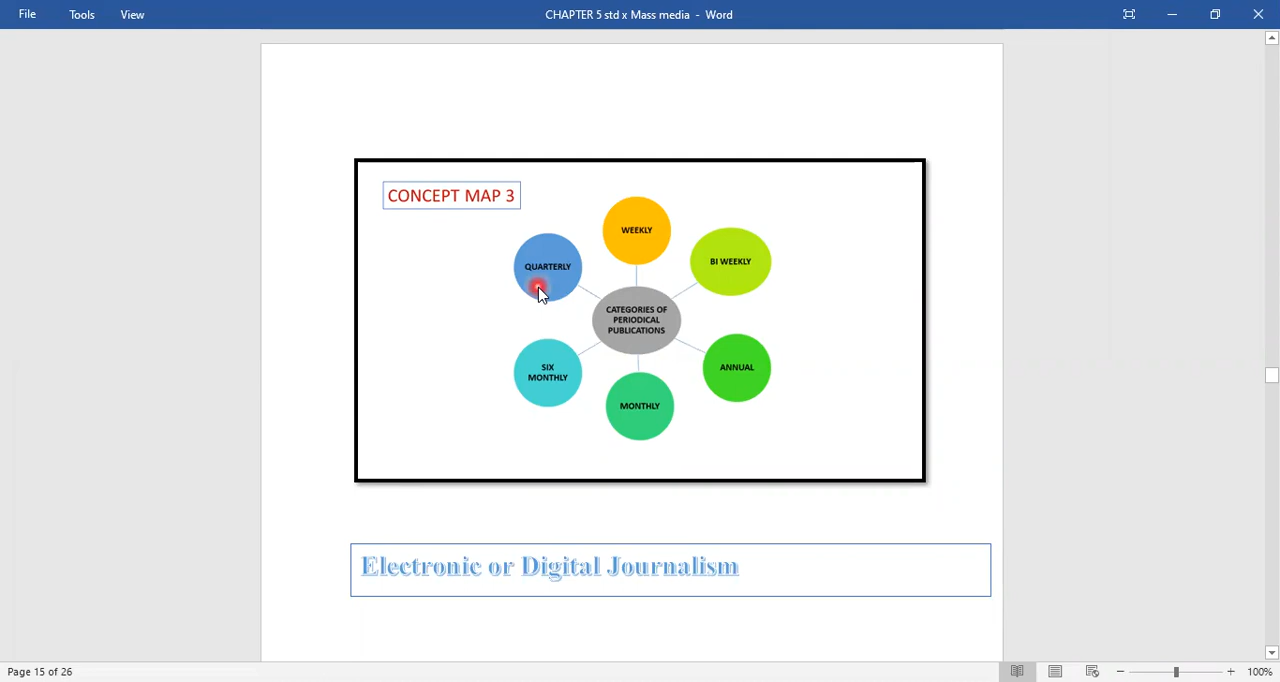 File Tools View CHAPTER 5 std x Mass media - Word
CONCEPT MAP 3
WEEKLY
BI WEEKLY
QUARTERLY
CATEGORIES OF
PERIODICAL
PUBLICATIONS
SIX
MONTHLY
ANNUAL
MONTHLY
Electronic or Digital Journalism
Page 15 of 26 100%